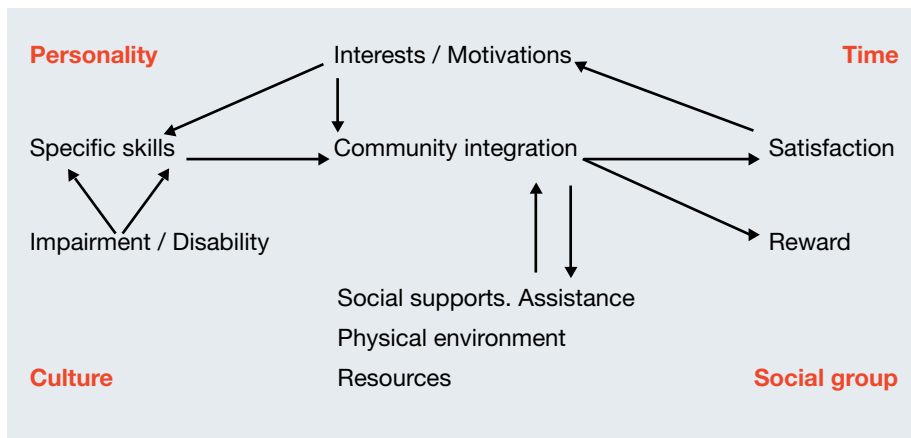 Personality
Interests / Motivations
Time
Specific skills
Community integration
Satisfaction
Impairment / Disability
Reward
Social supports. Assistance
Physical environment
Culture
Resources
Social group